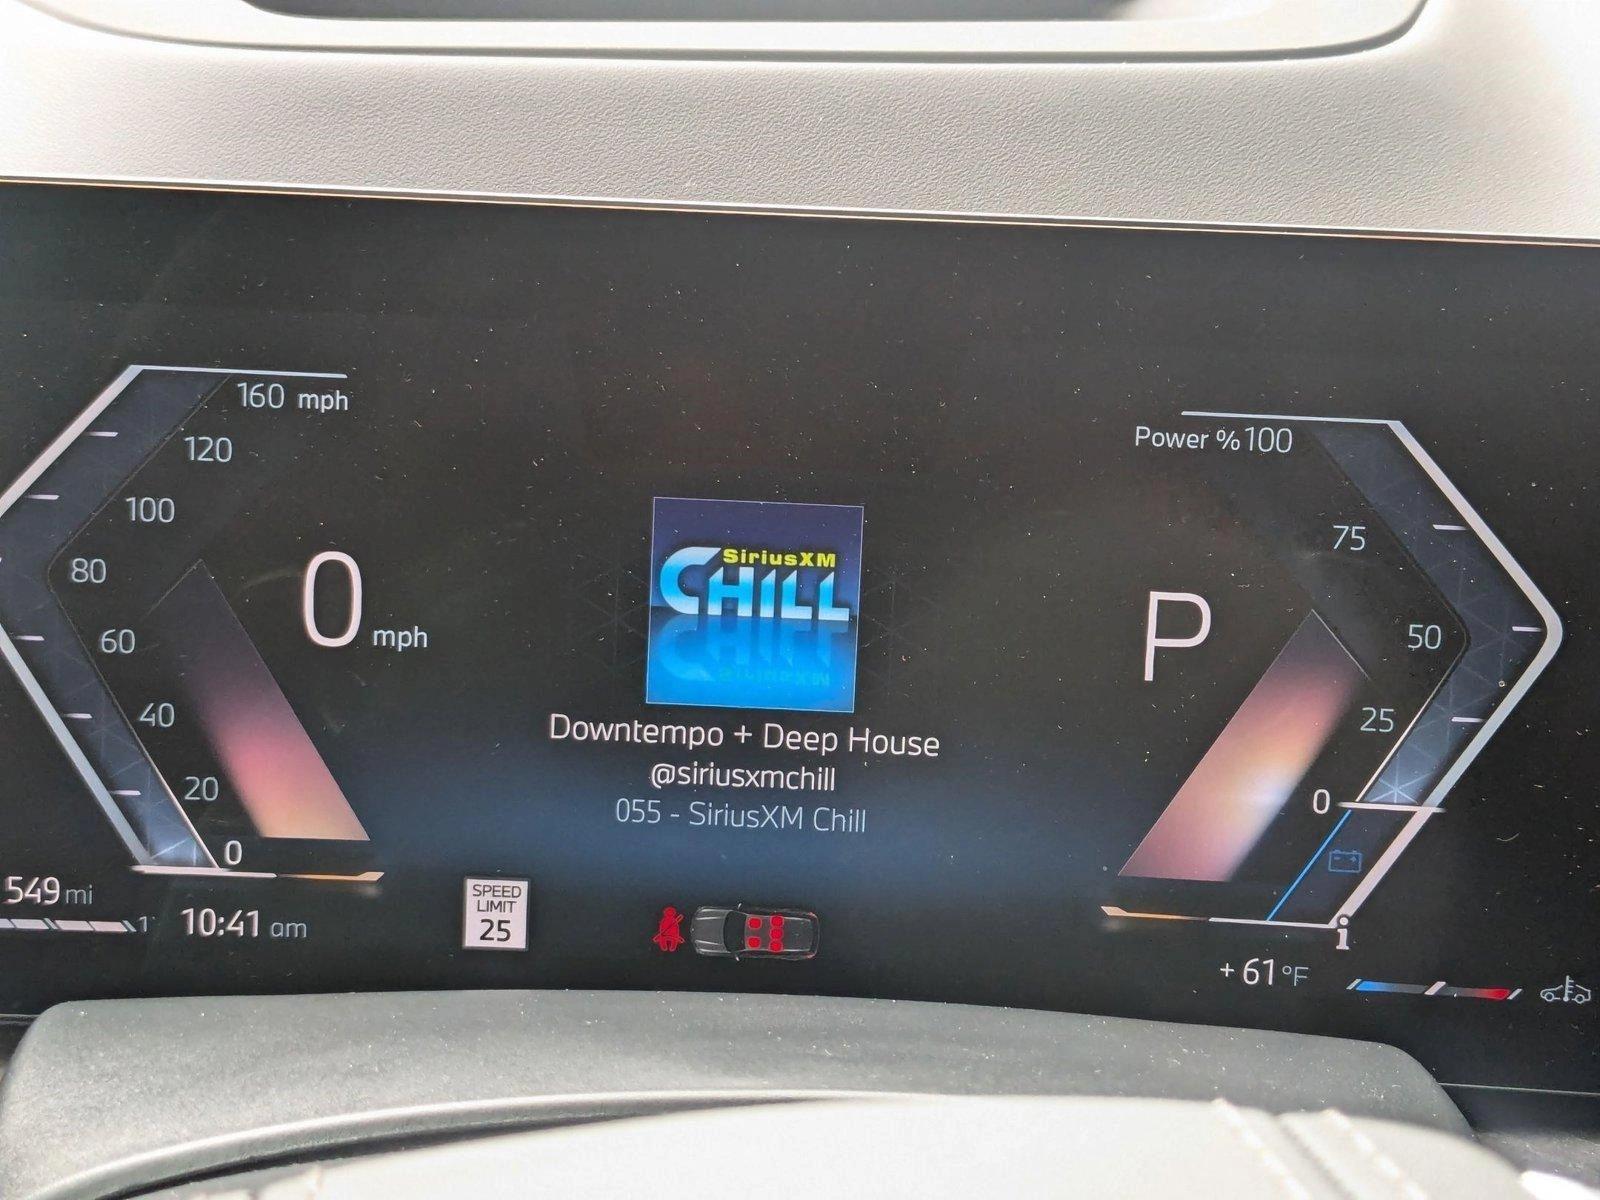 160 mph
120
100
80
60
40
20
0
0 mph
SiriusXM
CHILL
Downtempo + Deep House
@siriusxmchill
055 - SiriusXM Chill
Power %100
75
50
25
0
P
549 mi
1
10:41 am
SPEED
LIMIT
25
i
+ 61 °F